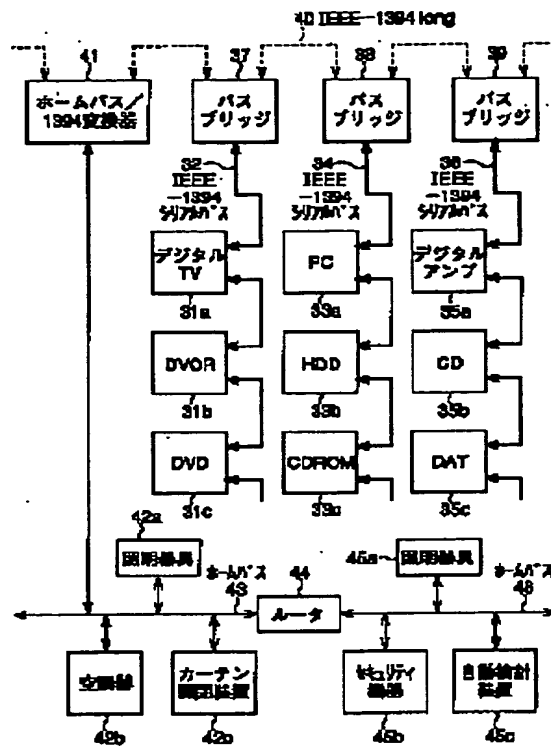 40 IEEE-1394 long
41
37
38
39
ホームバス／
1394変換器
バス
ブリッジ
バス
ブリッジ
バス
ブリッジ
32
IEEE
-1394
ｼﾘｱﾙﾊﾞｽ
34
IEEE
-1394
ｼﾘｱﾙﾊﾞｽ
36
IEEE
-1394
ｼﾘｱﾙﾊﾞｽ
デジタル
TV
31a
PC
33a
デジタル
アンプ
35a
DVCR
31b
HDD
33b
CD
35b
DVD
31c
CDROM
33c
DAT
35c
42a
照明器具
ホームバス
43
44
ルータ
45a
照明器具
ホームバス
空調器
42b
カーテン
開閉装置
42c
セキュリティ
機器
45b
自動検針
装置
45c